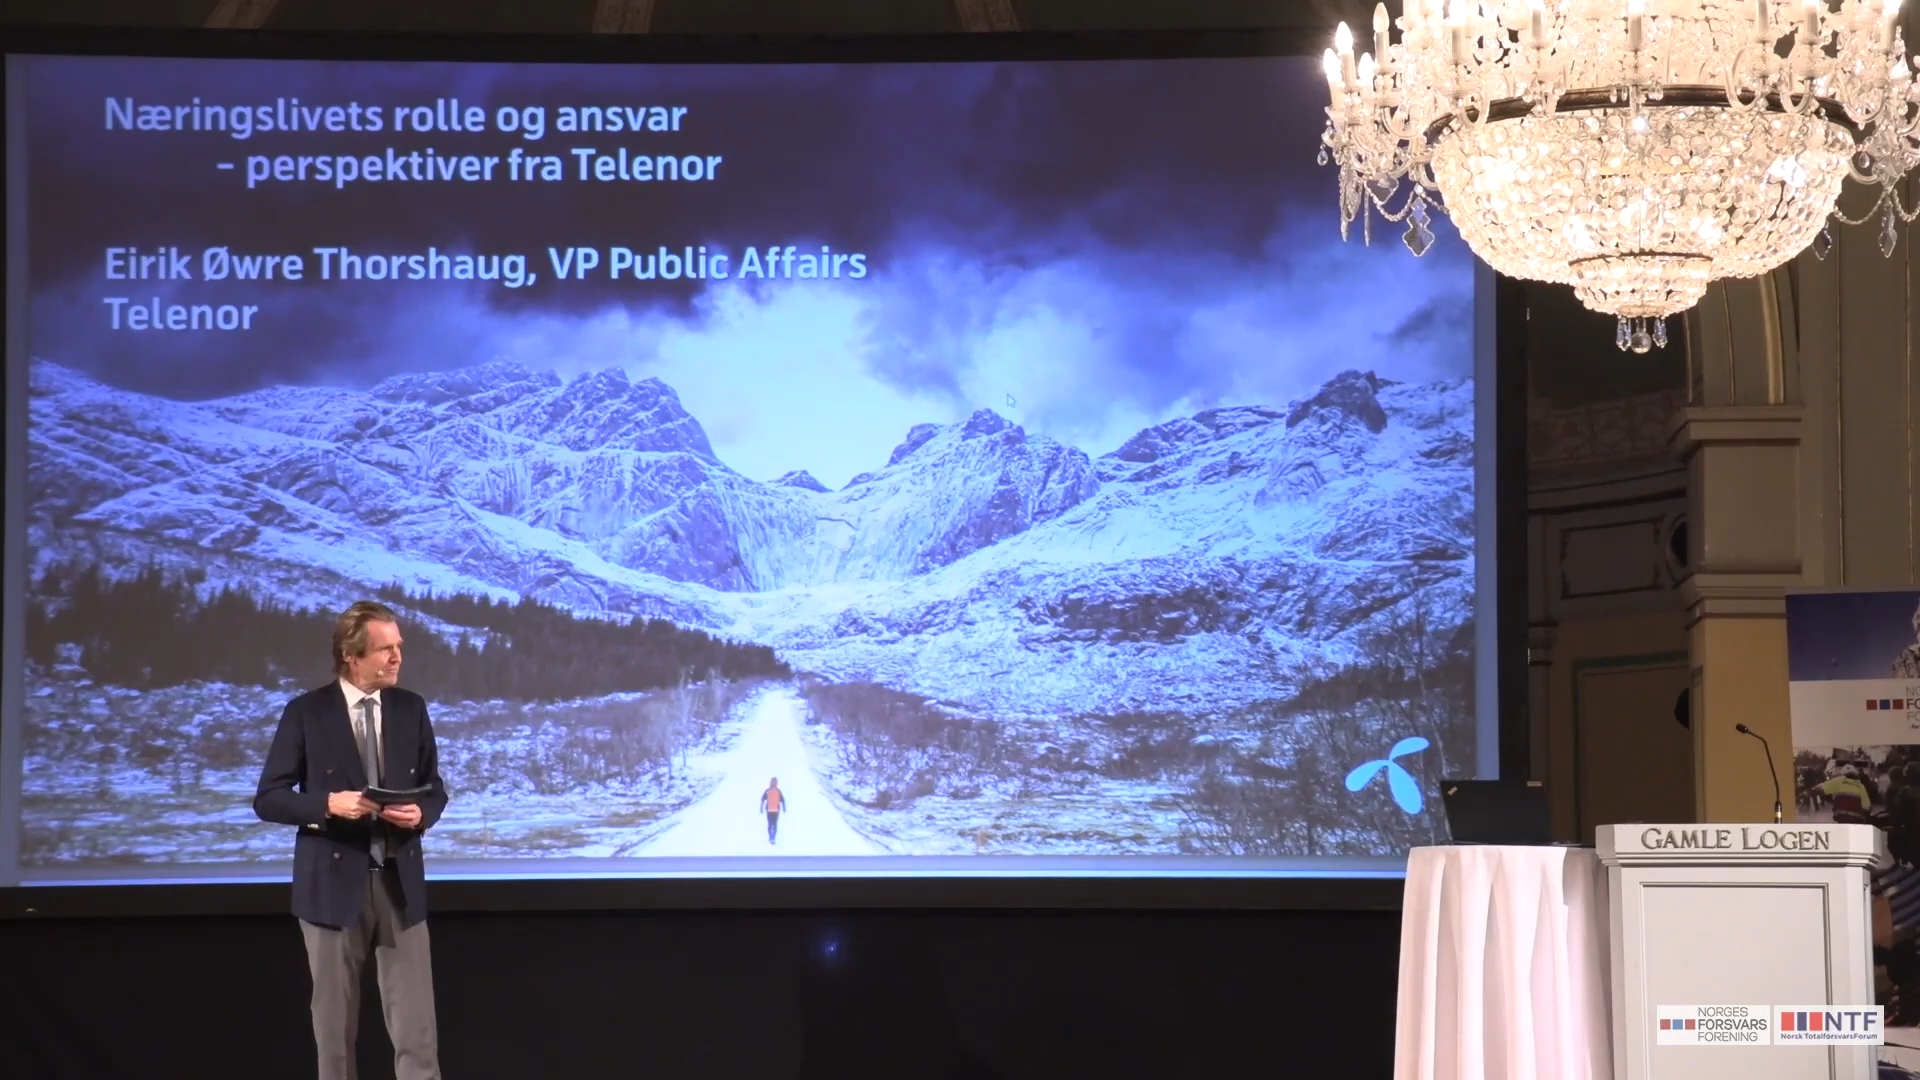 Næringslivets rolle og ansvar
– perspektiver fra Telenor
Eirik Øwre Thorshaug, VP Public Affairs
Telenor
GAMLE LOGEN
NORGES
FORSVARS
FORENING
NTF
Norsk TotalforsvarsForum